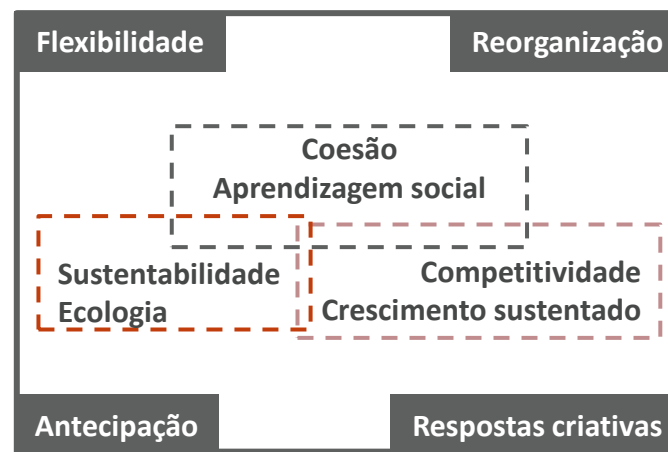 Flexibilidade
Reorganização
Coesão
Aprendizagem social
Sustentabilidade
Ecologia
Competitividade
Crescimento sustentado
Antecipação
Respostas criativas